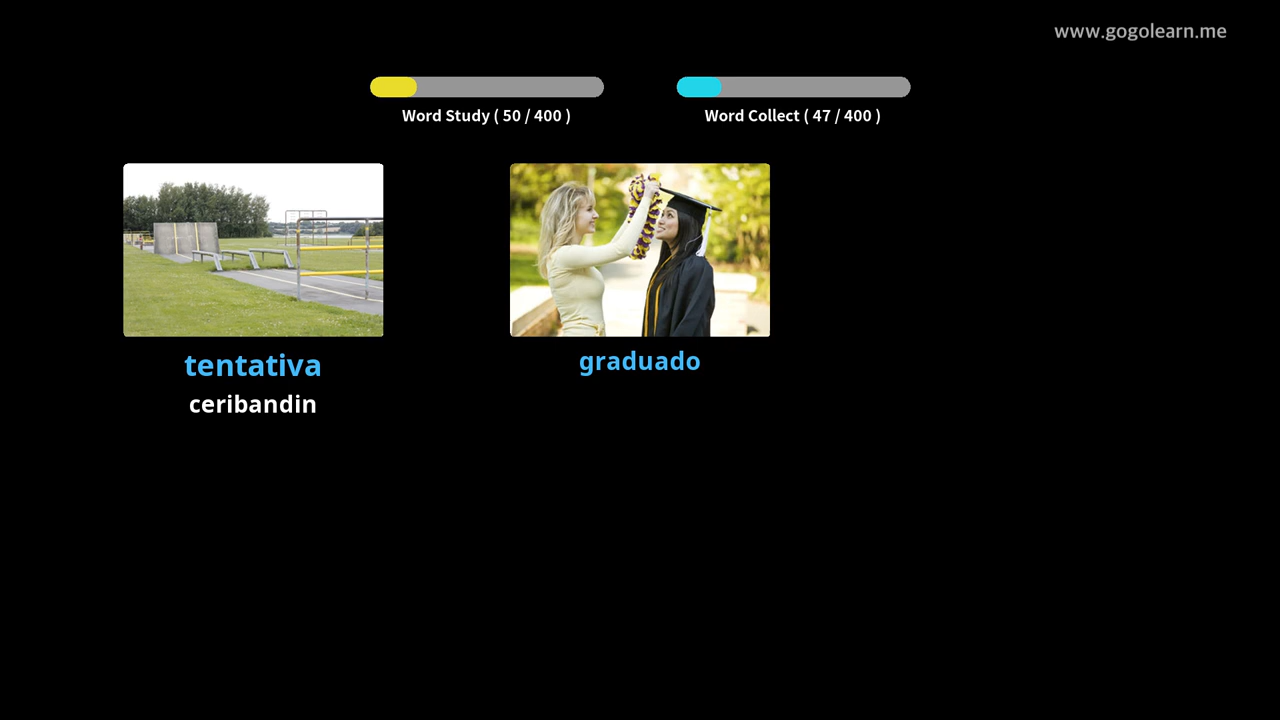 www.gogolearn.me
Word Study ( 50 / 400 )
Word Collect ( 47 / 400 )
tentativa
ceribandin
graduado